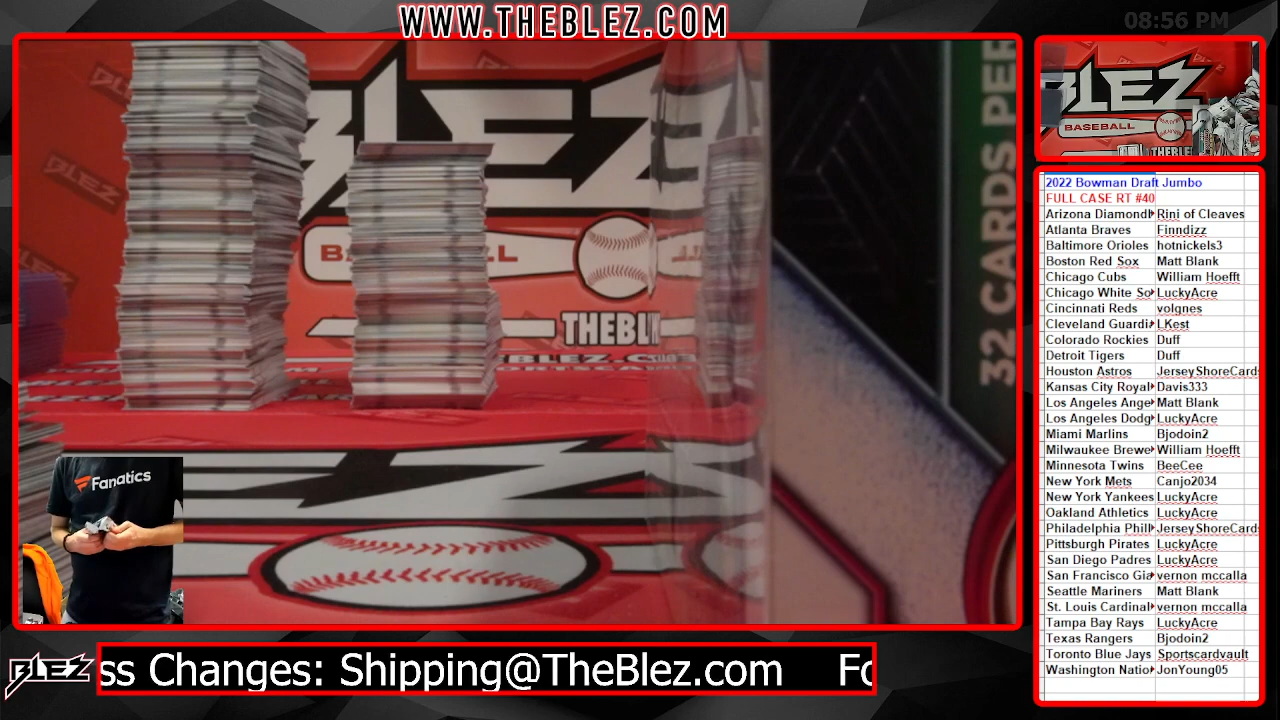 WWW.THEBLEZ.COM
08:56 PM
BLEZ
BLEZ
BLEZ
BASEBALL
THEBL
32 CARDS PER
Fanatics
BLEZ
BASEBALL
THEBLEZ
2022 Bowman Draft Jumbo
FULL CASE RT #40
Arizona Diamond Rini of Cleaves
Atlanta Braves Finndizz
Baltimore Orioles hotnickels3
Boston Red Sox Matt Blank
Chicago Cubs William Hoefft
Chicago White So LuckyAcre
Cincinnati Reds volgnes
Cleveland Guardi LKest
Colorado Rockies Duff
Detroit Tigers Duff
Houston Astros JerseyShoreCards
Kansas City Royal Davis333
Los Angeles Ange Matt Blank
Los Angeles Dodg LuckyAcre
Miami Marlins Bjodoin2
Milwaukee Brewe William Hoefft
Minnesota Twins BeeCee
New York Mets Canjo2034
New York Yankees LuckyAcre
Oakland Athletics LuckyAcre
Philadelphia Phill JerseyShoreCards
Pittsburgh Pirates LuckyAcre
San Diego Padres LuckyAcre
San Francisco Gia vernon mccalla
Seattle Mariners Matt Blank
St. Louis Cardinal vernon mccalla
Tampa Bay Rays LuckyAcre
Texas Rangers Bjodoin2
Toronto Blue Jays Sportscardvault
Washington Natio JonYoung05
BLEZ
ss Changes: Shipping@TheBlez.com Fo